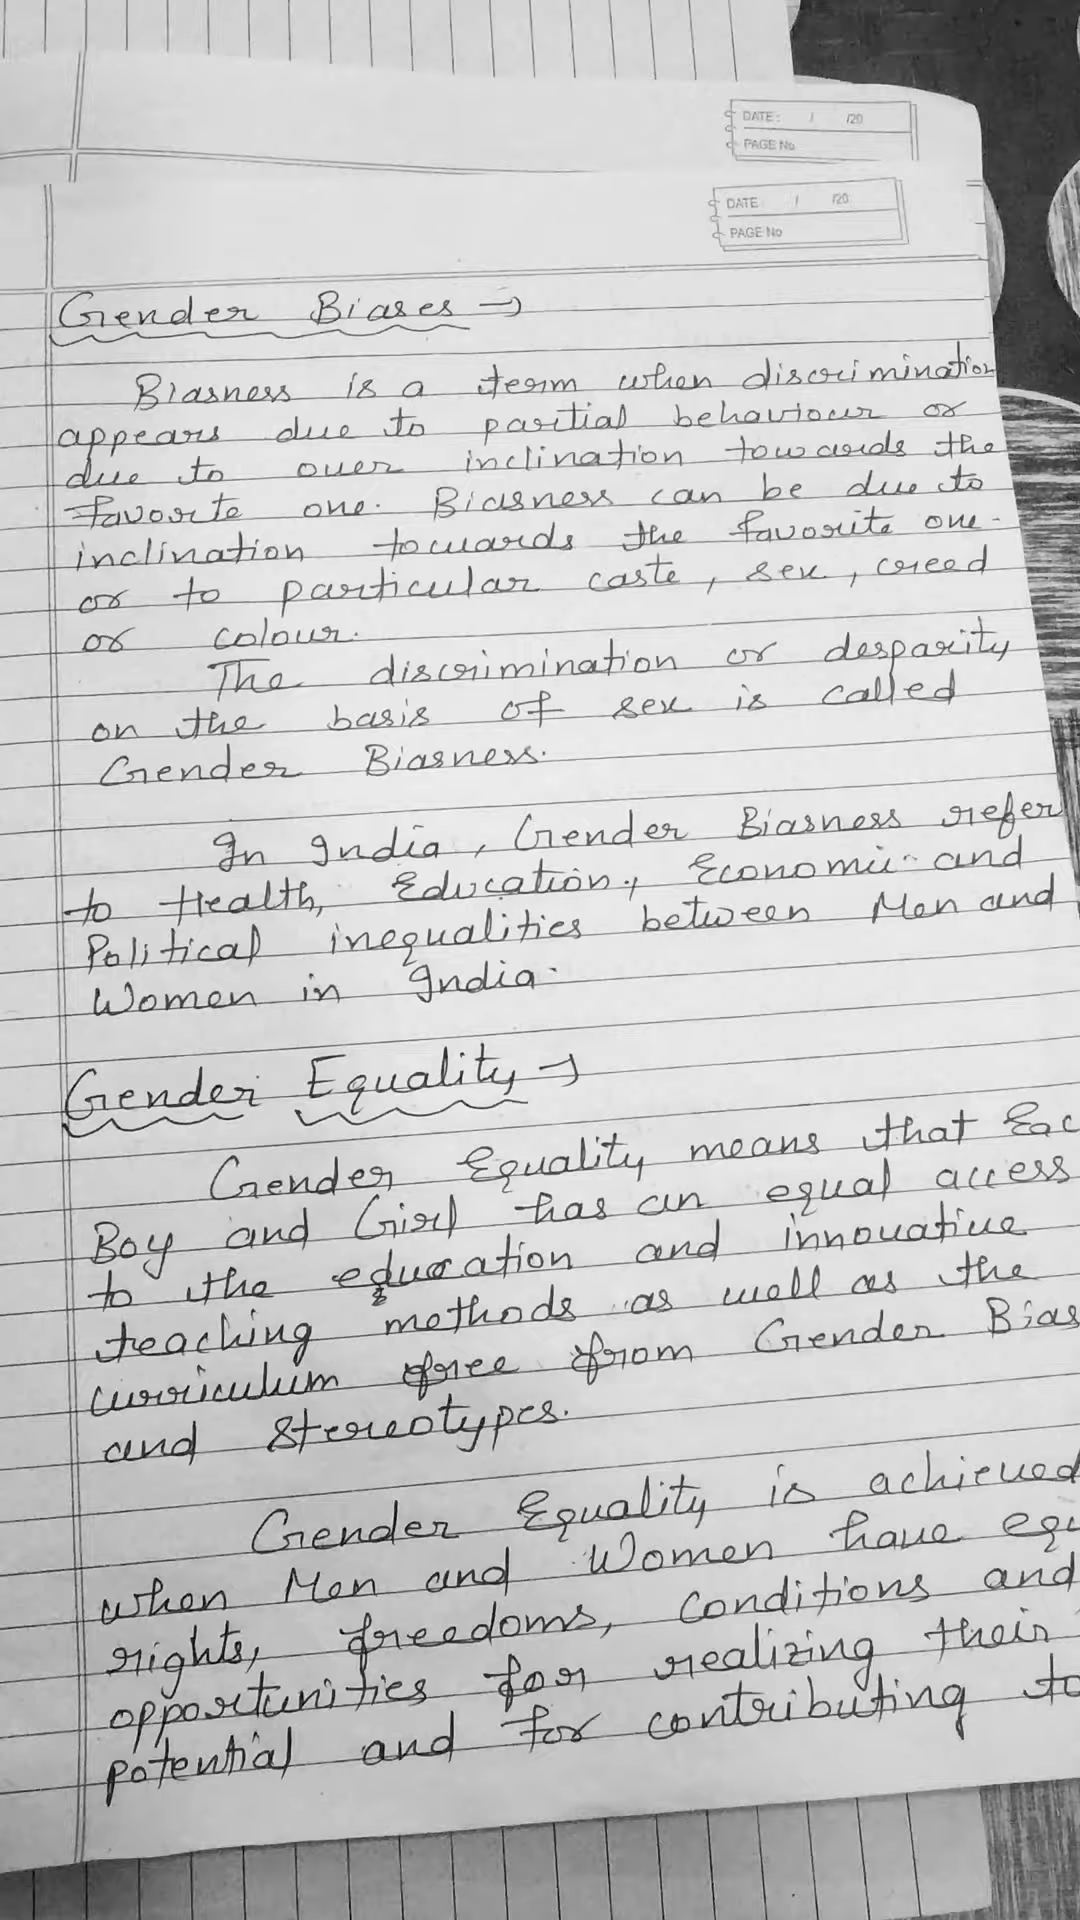 DATE: / /20
PAGE No
DATE / /20
PAGE No
Gender Biases →
Biasness is a term when discrimination
appears due to partial behaviour or
due to over inclination towards the
favorite one. Biasness can be due to
inclination towards the favorite one
or to particular caste, sex, creed
or colour.
The discrimination or desparity
on the basis of sex is called
Gender Biasness.
In India, Gender Biasness refer
to Health, Education, Economic and
Political inequalities between Men and
Women in India.
Gender Equality →
Gender Equality means that Eac
Boy and Girl has an equal access
to the education and innovative
teaching methods as well as the
curriculum free from Gender Bias
and Stereotypes.
Gender Equality is achieved
when Men and Women have equ
rights, freedoms, conditions and
opportunities for realizing their
potential and for contributing to